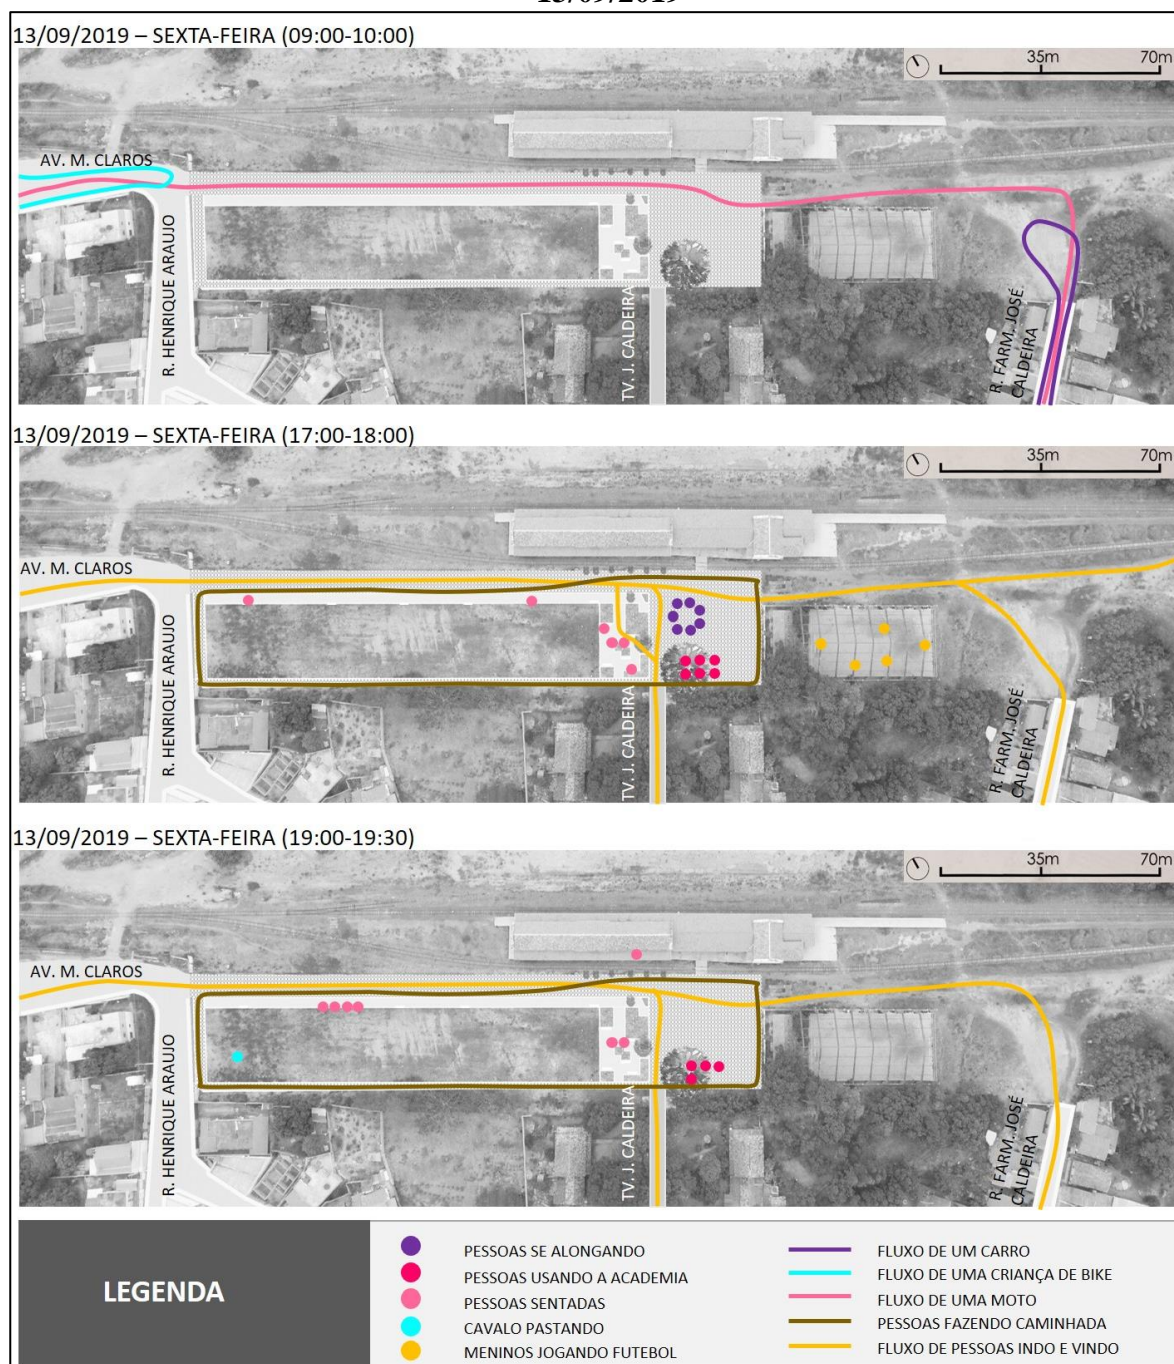 13/09/2019
13/09/2019 – SEXTA-FEIRA (09:00-10:00)
35m 70m
AV. M. CLAROS
R. HENRIQUE ARAUJO
TV. J. CALDEIRA
R. FARM. JOSÉ
CALDEIRA
13/09/2019 – SEXTA-FEIRA (17:00-18:00)
35m 70m
AV. M. CLAROS
R. HENRIQUE ARAUJO
TV. J. CALDEIRA
R. FARM. JOSÉ
CALDEIRA
13/09/2019 – SEXTA-FEIRA (19:00-19:30)
35m 70m
AV. M. CLAROS
R. HENRIQUE ARAUJO
TV. J. CALDEIRA
R. FARM. JOSÉ
CALDEIRA
LEGENDA
PESSOAS SE ALONGANDO
PESSOAS USANDO A ACADEMIA
PESSOAS SENTADAS
CAVALO PASTANDO
MENINOS JOGANDO FUTEBOL
FLUXO DE UM CARRO
FLUXO DE UMA CRIANÇA DE BIKE
FLUXO DE UMA MOTO
PESSOAS FAZENDO CAMINHADA
FLUXO DE PESSOAS INDO E VINDO